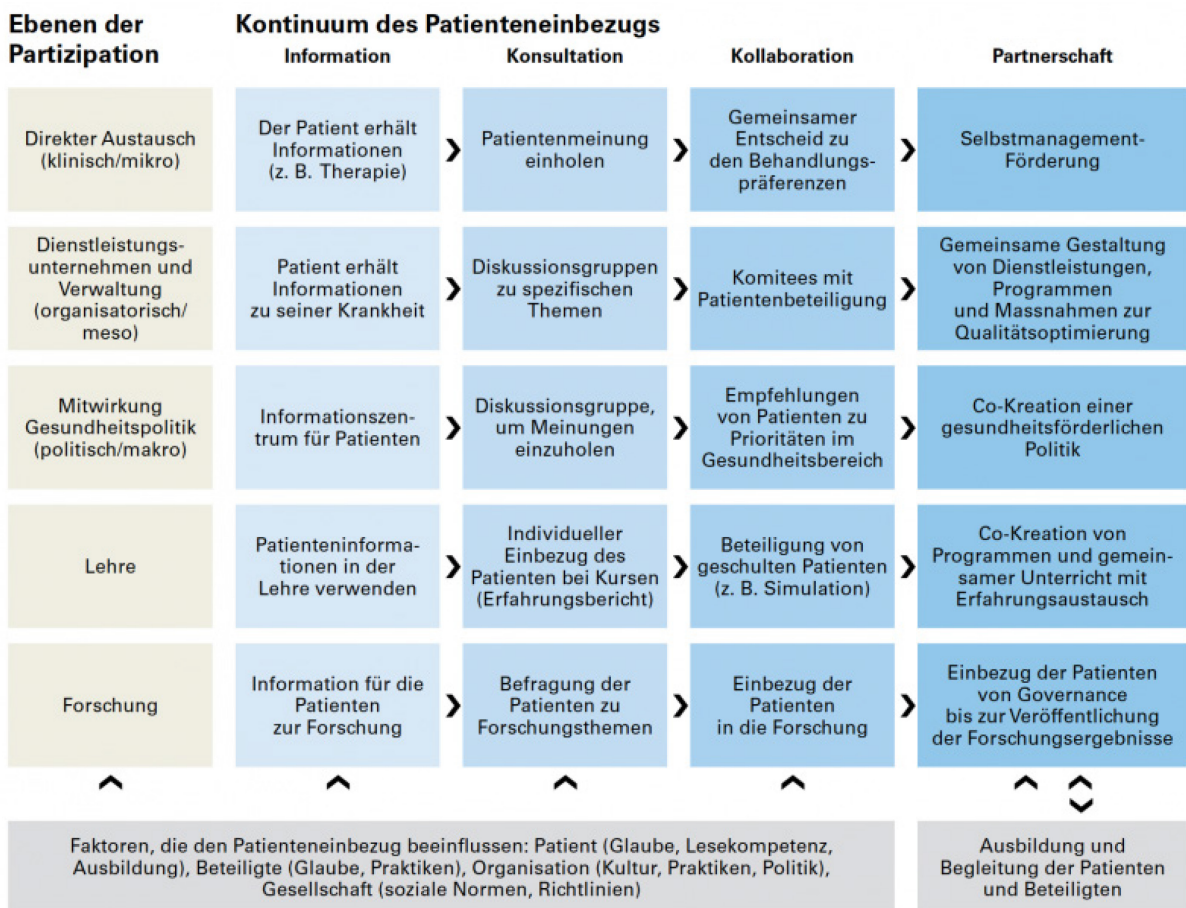 Ebenen der
Partizipation
Kontinuum des Patienteneinbezugs
Information
Konsultation
Kollaboration
Partnerschaft
Direkter Austausch
(klinisch/mikro)
Der Patient erhält
Informationen
(z. B. Therapie)
Patientenmeinung
einholen
Gemeinsamer
Entscheid zu
den Behandlungs-
präferenzen
Selbstmanagement-
Förderung
Dienstleistungs-
unternehmen und
Verwaltung
(organisatorisch/
meso)
Patient erhält
Informationen
zu seiner Krankheit
Diskussionsgruppen
zu spezifischen
Themen
Komitees mit
Patientenbeteiligung
Gemeinsame Gestaltung
von Dienstleistungen,
Programmen
und Massnahmen zur
Qualitätsoptimierung
Mitwirkung
Gesundheitspolitik
(politisch/makro)
Informationszen-
trum für Patienten
Diskussionsgruppe,
um Meinungen
einzuholen
Empfehlungen
von Patienten zu
Prioritäten im
Gesundheitsbereich
Co-Kreation einer
gesundheitsförderlichen
Politik
Lehre
Patienteninforma-
tionen in der
Lehre verwenden
Individueller
Einbezug des
Patienten bei Kursen
(Erfahrungsbericht)
Beteiligung von
geschulten Patienten
(z. B. Simulation)
Co-Kreation von
Programmen und gemein-
samer Unterricht mit
Erfahrungsaustausch
Forschung
Information für die
Patienten
zur Forschung
Befragung der
Patienten zu
Forschungsthemen
Einbezug der
Patienten
in die Forschung
Einbezug der Patienten
von Governance
bis zur Veröffentlichung
der Forschungsergebnisse
Faktoren, die den Patienteneinbezug beeinflussen: Patient (Glaube, Lesekompetenz,
Ausbildung), Beteiligte (Glaube, Praktiken), Organisation (Kultur, Praktiken, Politik),
Gesellschaft (soziale Normen, Richtlinien)
Ausbildung und
Begleitung der Patienten
und Beteiligten